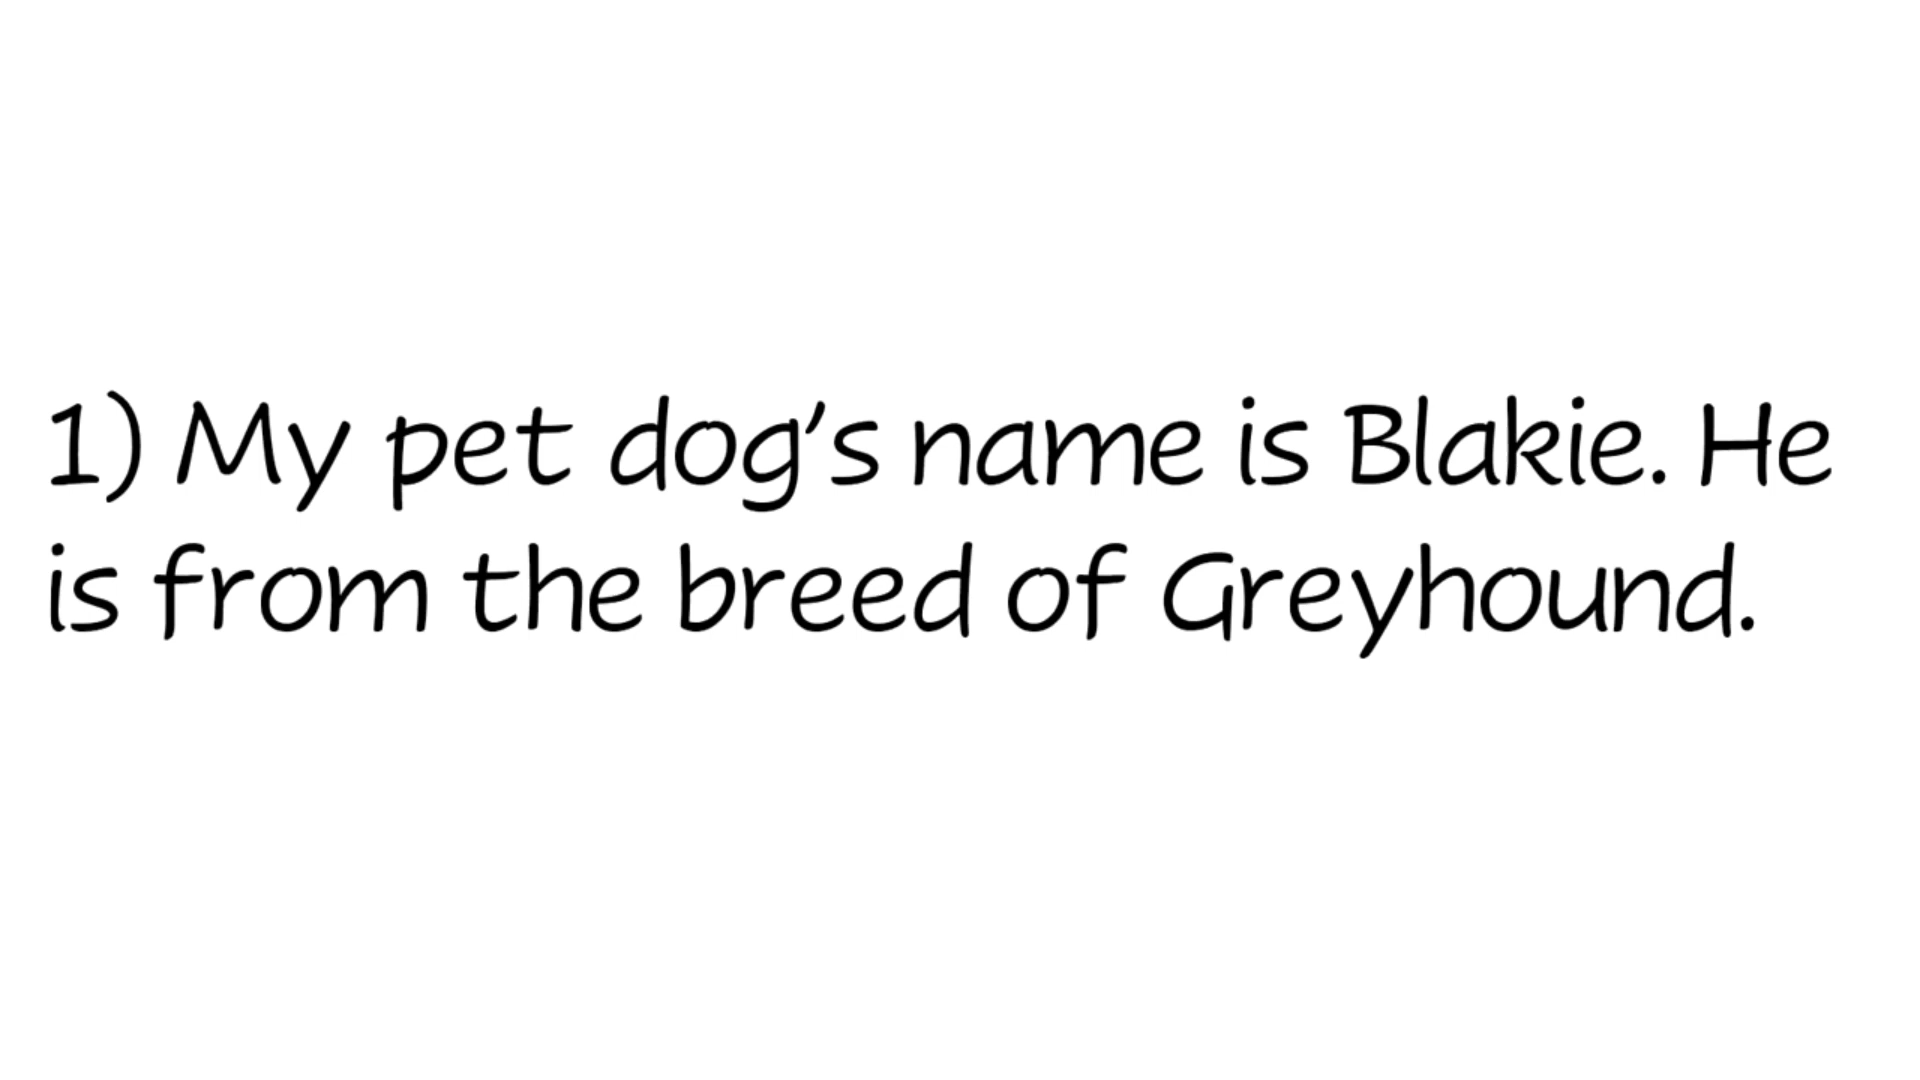 1) My pet dog's name is Blakie. He
is from the breed of Greyhound.